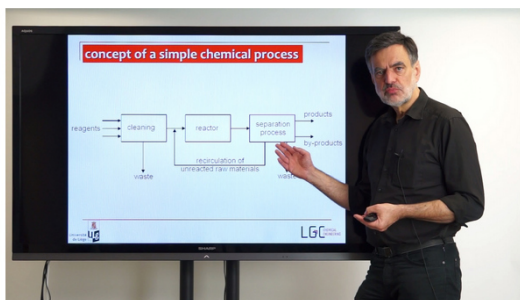 concept of a simple chemical process
reagents
cleaning
reactor
separation
process
products
by-products
recirculation of
unreacted raw materials
waste
waste
LGC
SHARP